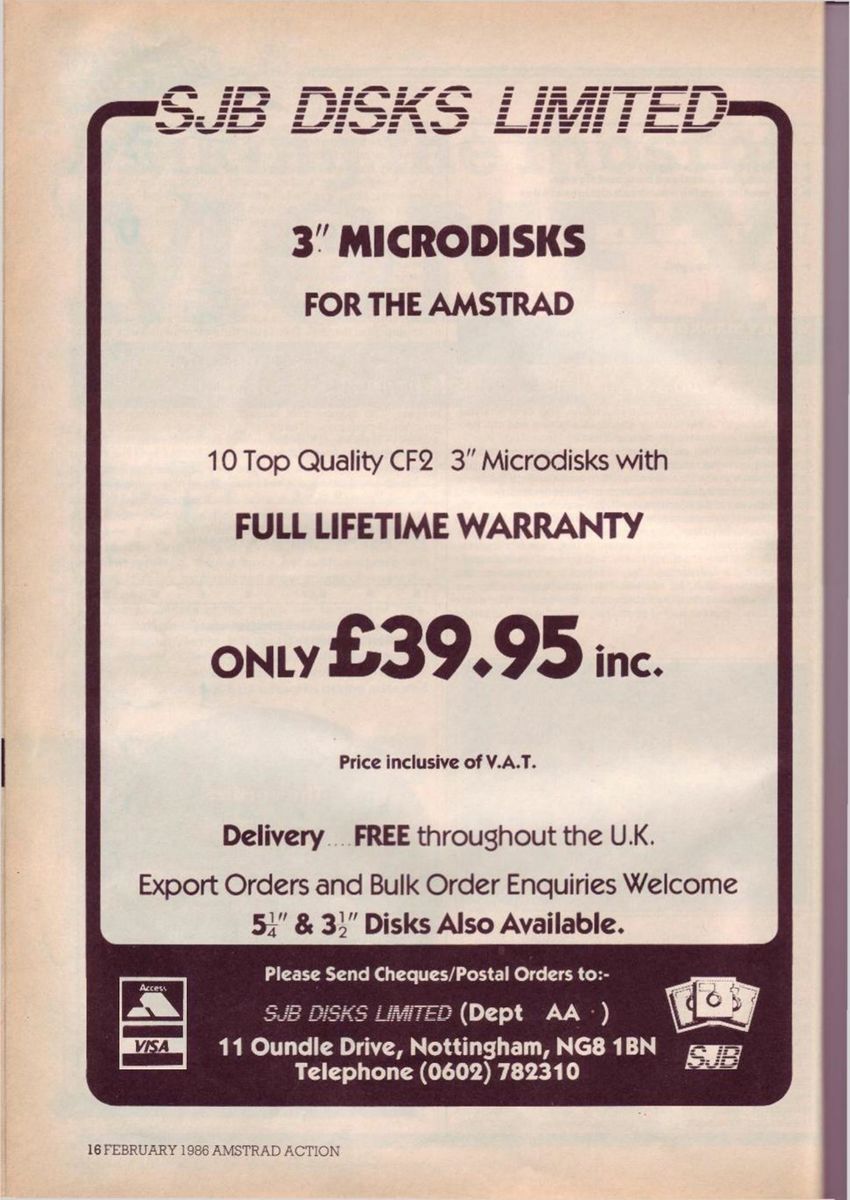 SJB DISKS LIMITED
3" MICRODISKS
FOR THE AMSTRAD
10 Top Quality CF2 3" Microdisks with
FULL LIFETIME WARRANTY
ONLY £39.95 inc.
Price inclusive of V.A.T.
Delivery....FREE throughout the U.K.
Export Orders and Bulk Order Enquiries Welcome
5¼" & 3½" Disks Also Available.
Please Send Cheques/Postal Orders to:-
SJB DISKS LIMITED (Dept AA )
11 Oundle Drive, Nottingham, NG8 1BN
Telephone (0602) 782310
Access
VISA
SJB
16 FEBRUARY 1986 AMSTRAD ACTION